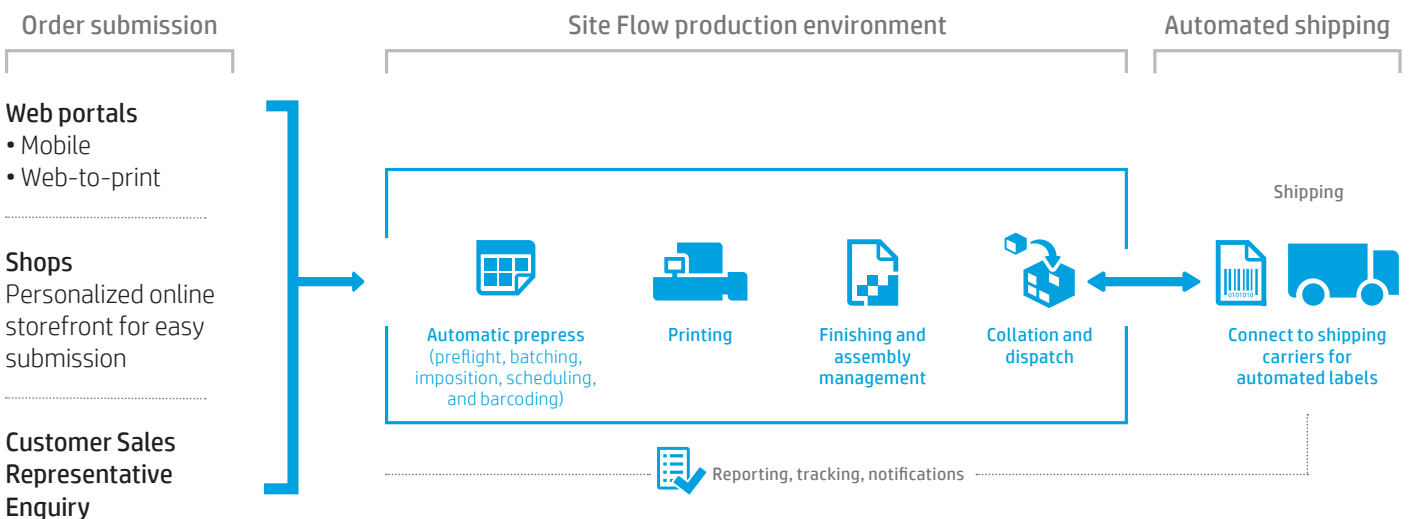 Order submission
Site Flow production environment
Automated shipping
Web portals
• Mobile
• Web-to-print
Shops
Personalized online
storefront for easy
submission
Customer Sales
Representative
Enquiry
Automatic prepress
(preflight, batching,
imposition, scheduling,
and barcoding)
Printing
Finishing and
assembly
management
Collation and
dispatch
Shipping
0101010
Connect to shipping
carriers for
automated labels
Reporting, tracking, notifications